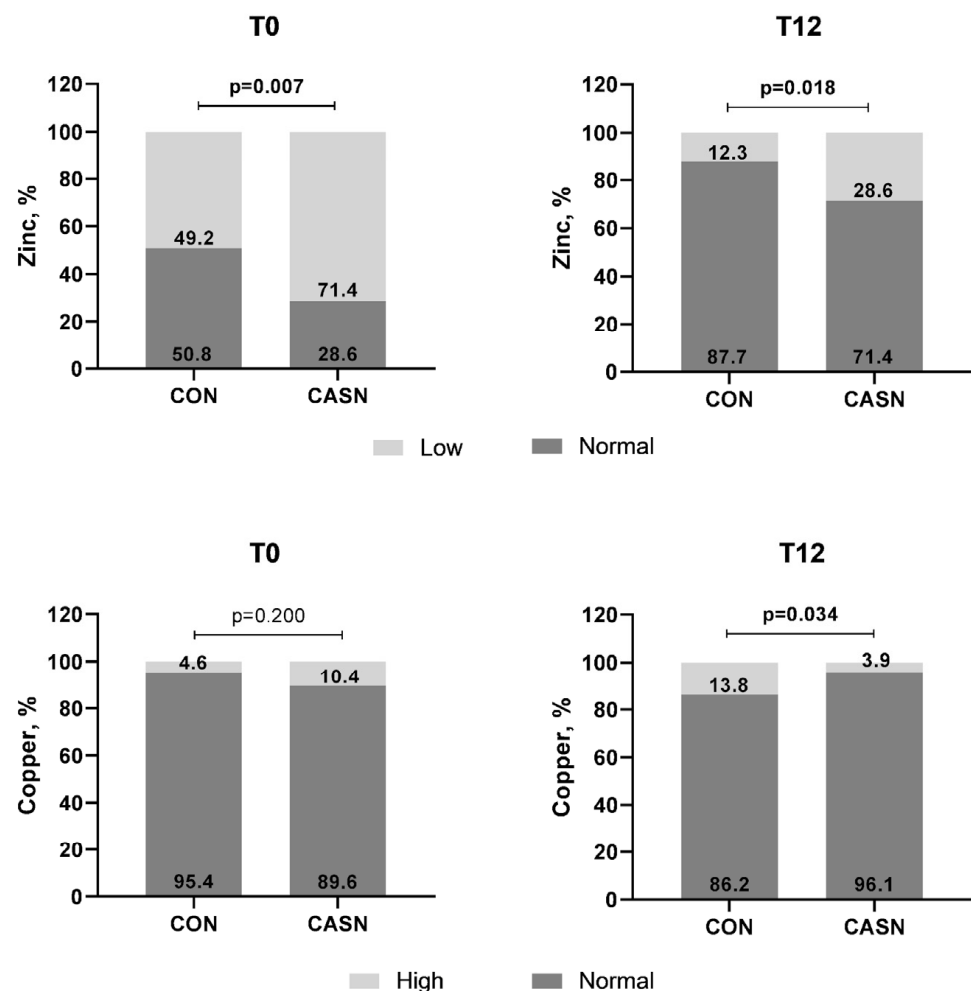 T0
T12
Zinc, %
120
100
80
60
40
20
0
p=0.007
49.2
71.4
50.8
28.6
CON
CASN
Zinc, %
120
100
80
60
40
20
0
p=0.018
12.3
28.6
87.7
71.4
CON
CASN
Low
Normal
T0
T12
Copper, %
120
100
80
60
40
20
0
p=0.200
4.6
10.4
95.4
89.6
CON
CASN
Copper, %
120
100
80
60
40
20
0
p=0.034
13.8
3.9
86.2
96.1
CON
CASN
High
Normal